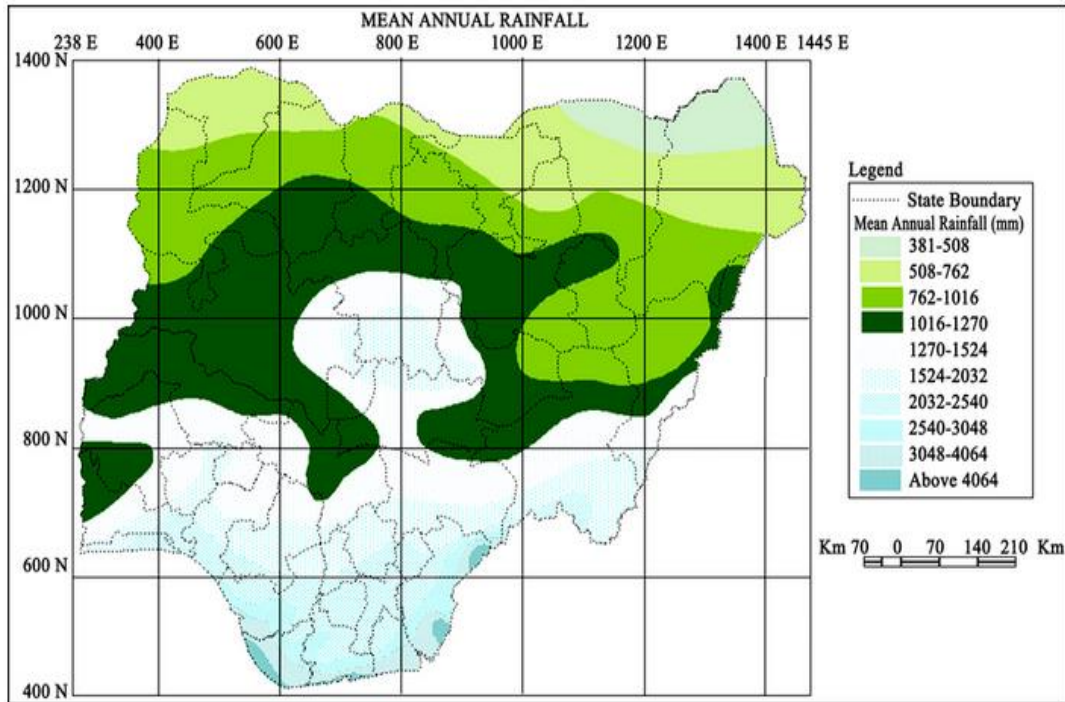 MEAN ANNUAL RAINFALL
238 E 400 E 600 E 800 E 1000 E 1200 E 1400 E 1445 E
1400 N
1200 N
1000 N
800 N
600 N
400 N
Legend
State Boundary
Mean Annual Rainfall (mm)
381-508
508-762
762-1016
1016-1270
1270-1524
1524-2032
2032-2540
2540-3048
3048-4064
Above 4064
Km 70 0 70 140 210 Km